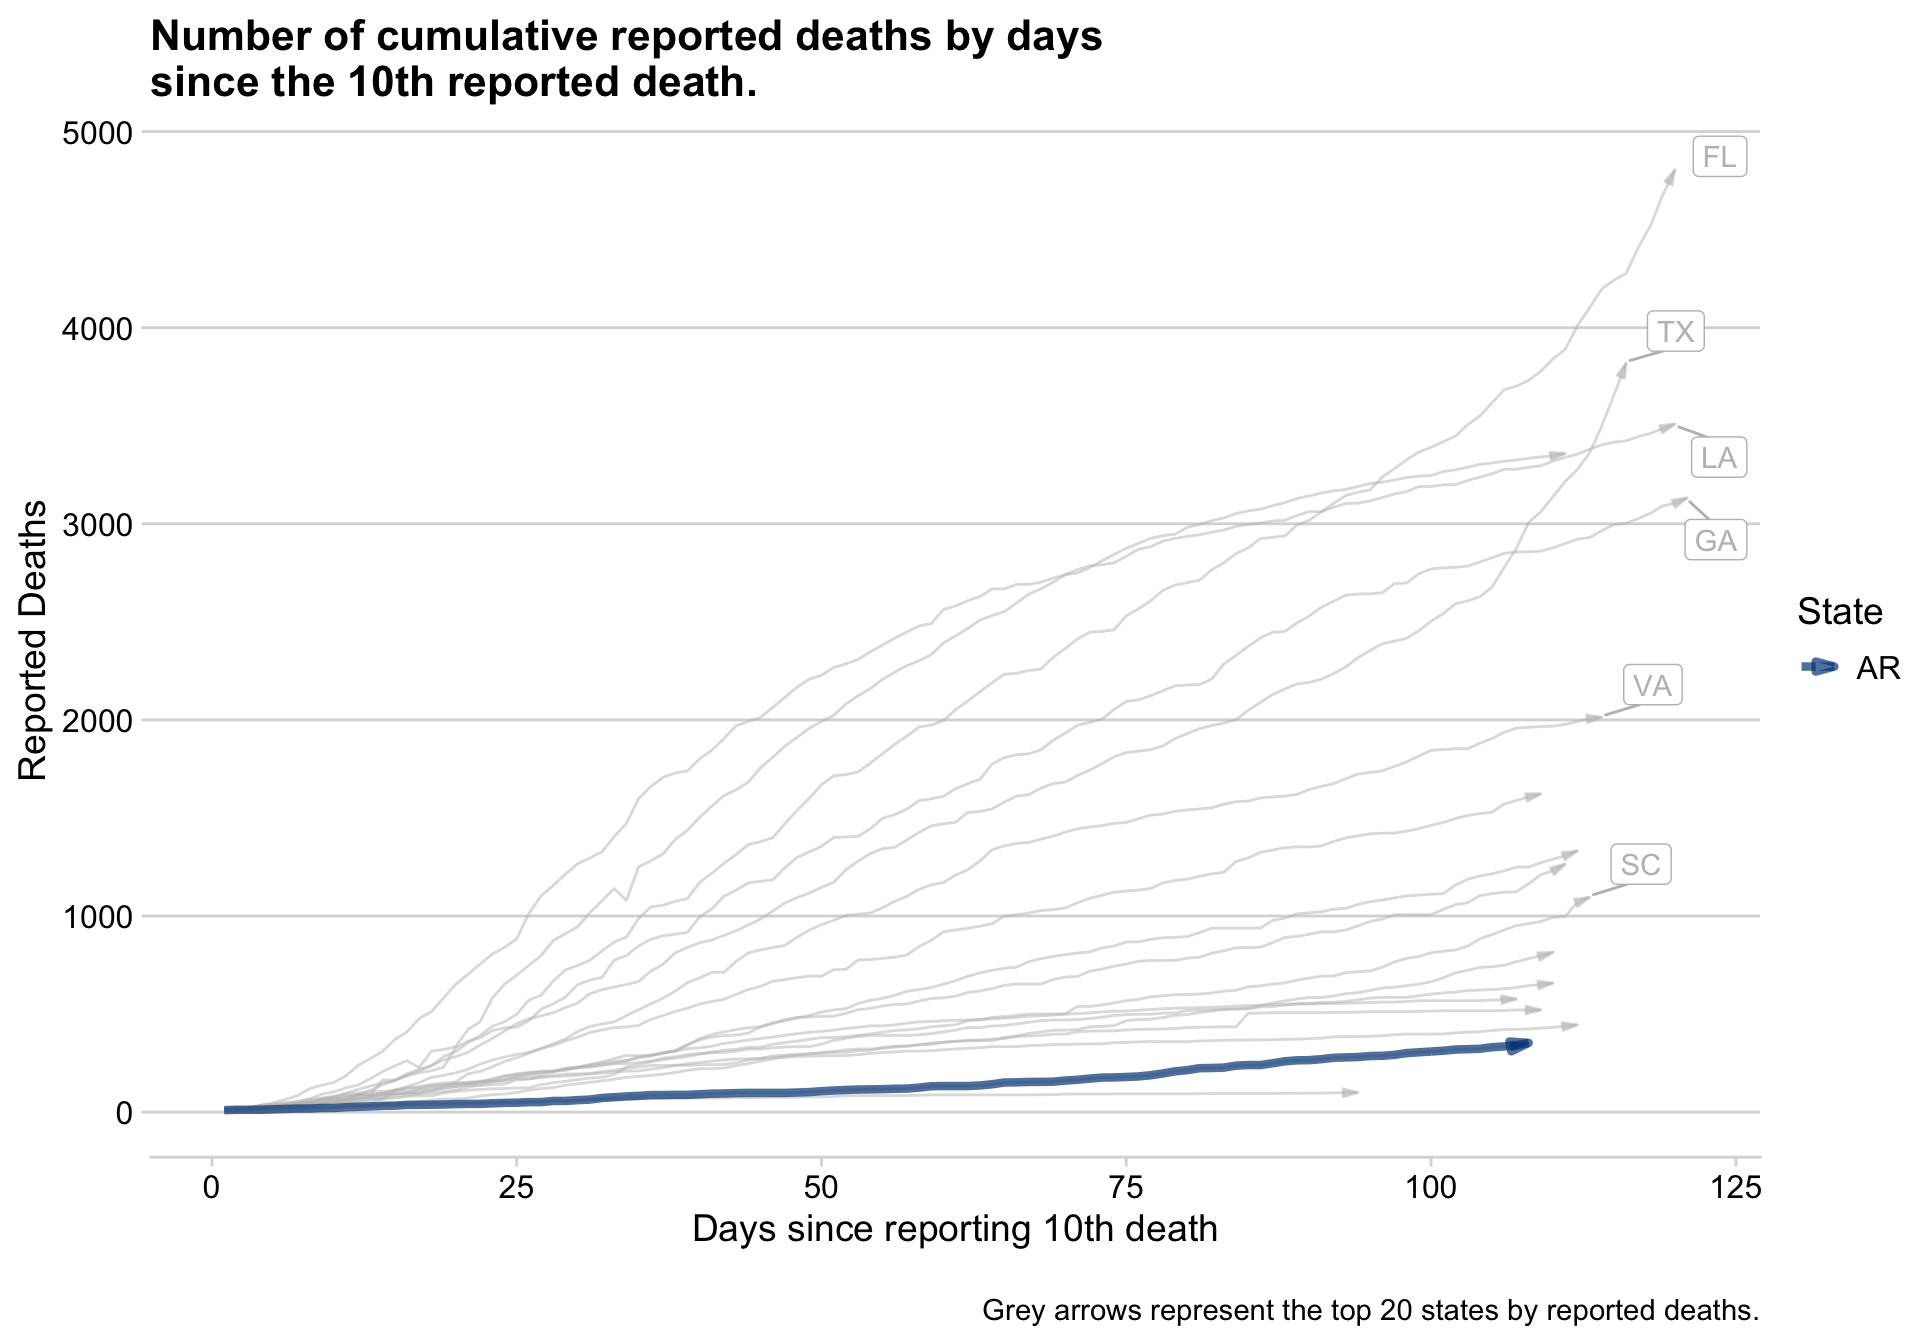 Number of cumulative reported deaths by days
since the 10th reported death.
5000
4000
3000
2000
1000
0
Reported Deaths
FL
TX
LA
GA
VA
SC
State
AR
0
25
50
75
100
125
Days since reporting 10th death
Grey arrows represent the top 20 states by reported deaths.